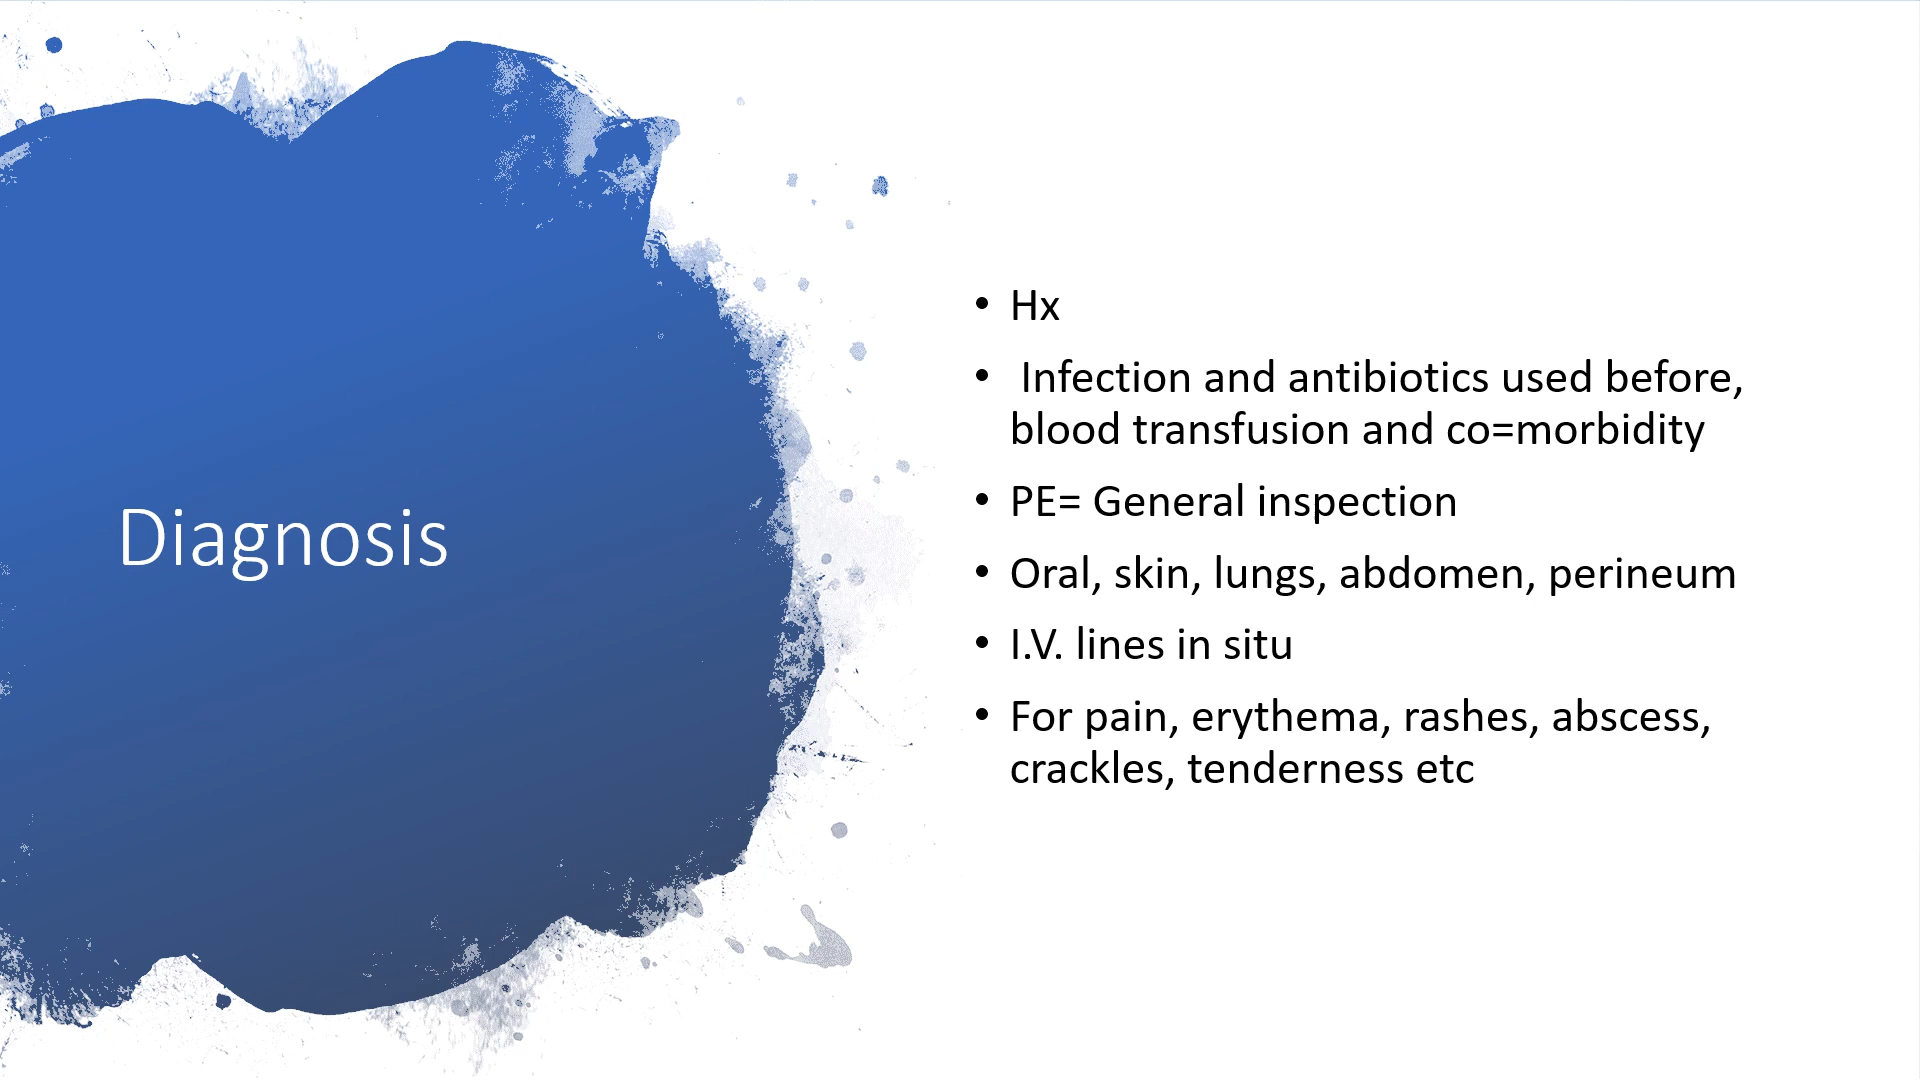 Diagnosis
• Hx
• Infection and antibiotics used before,
blood transfusion and co=morbidity
• PE= General inspection
• Oral, skin, lungs, abdomen, perineum
• I.V. lines in situ
• For pain, erythema, rashes, abscess,
crackles, tenderness etc